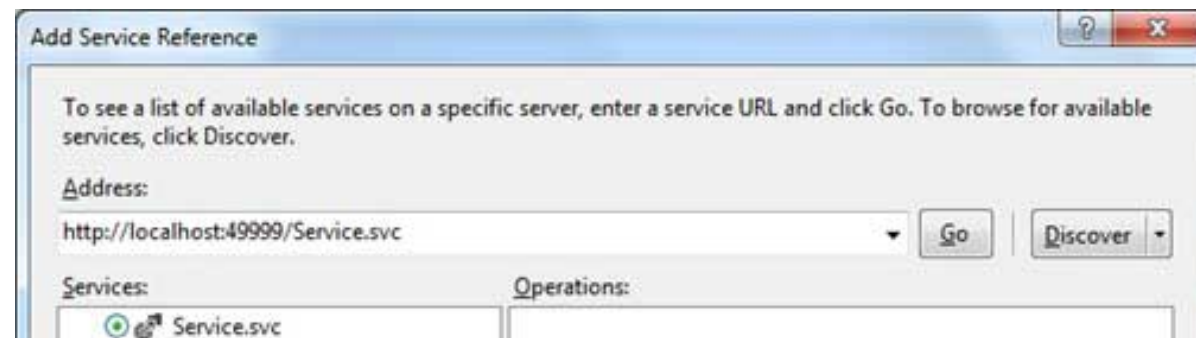 Add Service Reference
To see a list of available services on a specific server, enter a service URL and click Go. To browse for available
services, click Discover.
Address:
http://localhost:49999/Service.svc
Go
Discover
Services:
Operations:
Service.svc